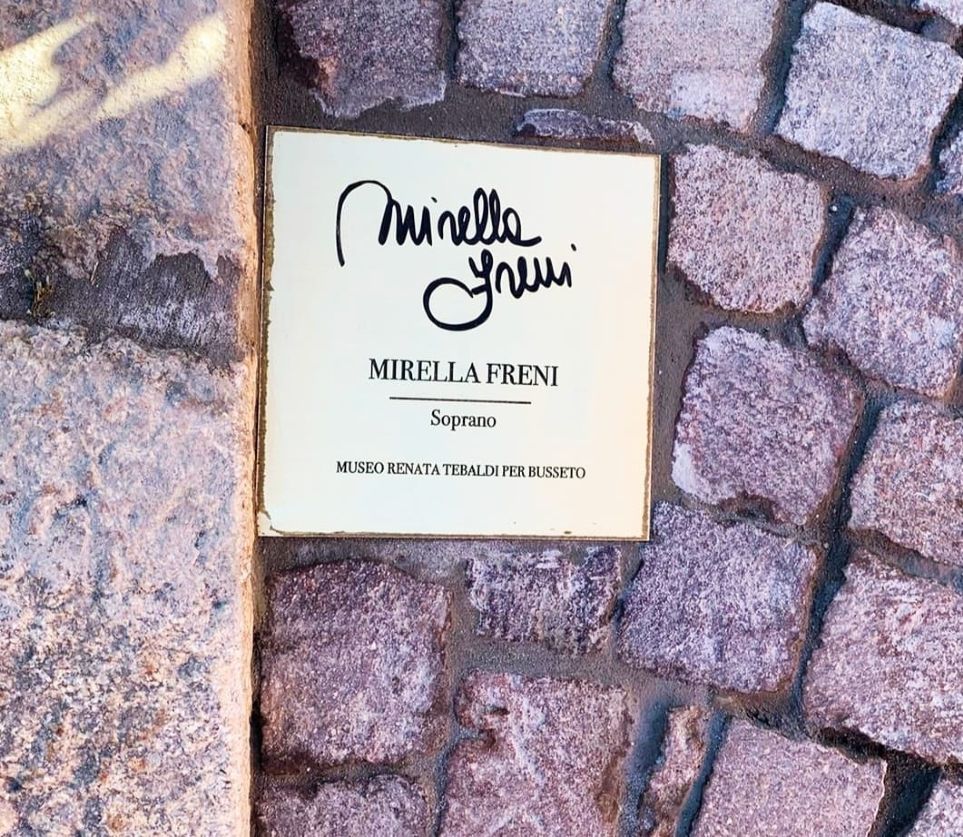 Mirella
Freni
MIRELLA FRENI
Soprano
MUSEO RENATA TEBALDI PER BUSSETO